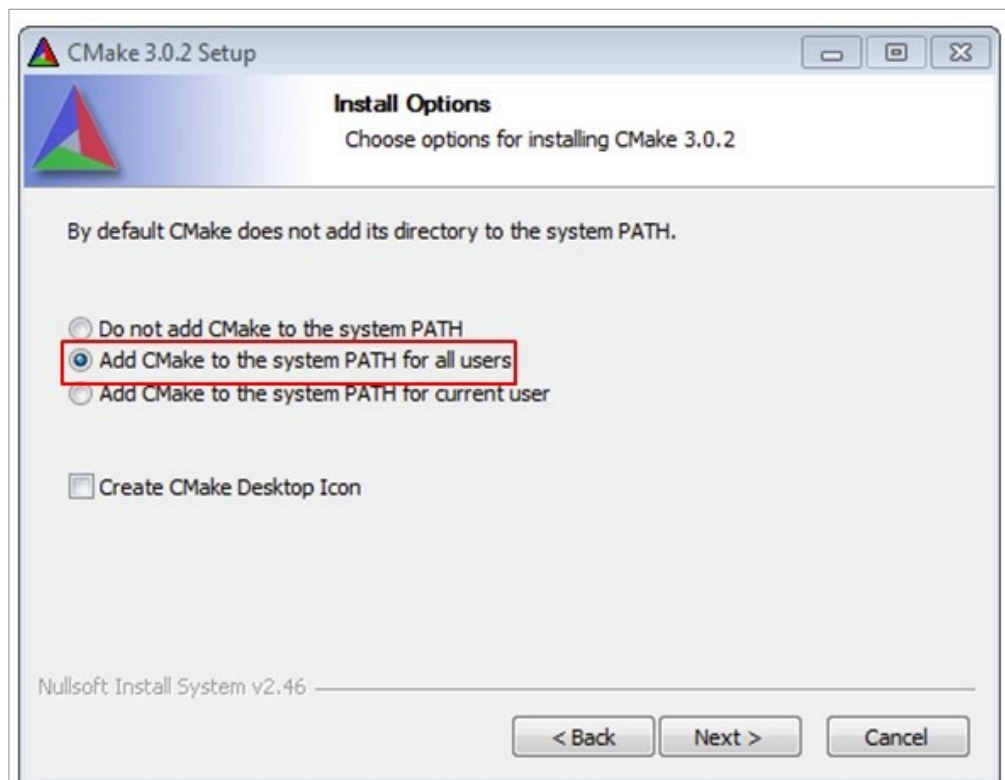 CMake 3.0.2 Setup
Install Options
Choose options for installing CMake 3.0.2
By default CMake does not add its directory to the system PATH.
Do not add CMake to the system PATH
Add CMake to the system PATH for all users
Add CMake to the system PATH for current user
Create CMake Desktop Icon
Nullsoft Install System v2.46
< Back Next > Cancel